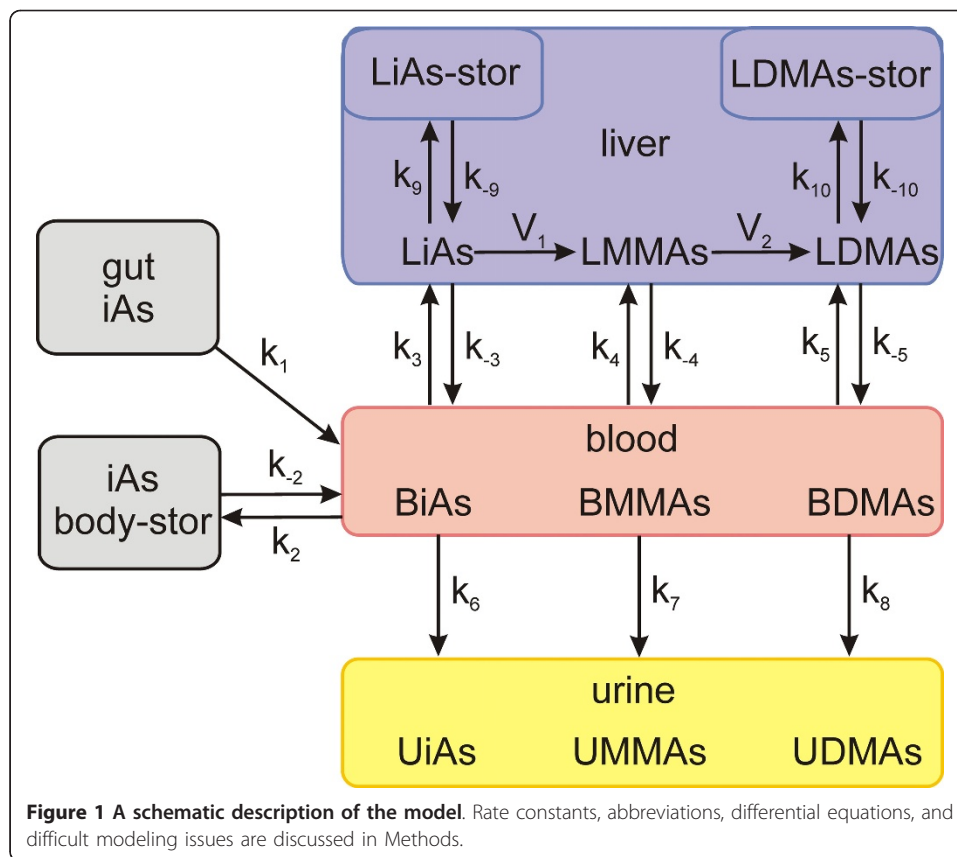 LiAs-stor
LDMAs-stor
liver
k9
k-9
k10
k-10
V1
V2
LiAs
LMMAs
LDMAs
gut
iAs
k1
k3
k-3
k4
k-4
k5
k-5
blood
iAs
body-stor
k-2
k2
BiAs
BMMAs
BDMAs
k6
k7
k8
urine
UiAs
UMMAs
UDMAs
Figure 1 A schematic description of the model. Rate constants, abbreviations, differential equations, and
difficult modeling issues are discussed in Methods.